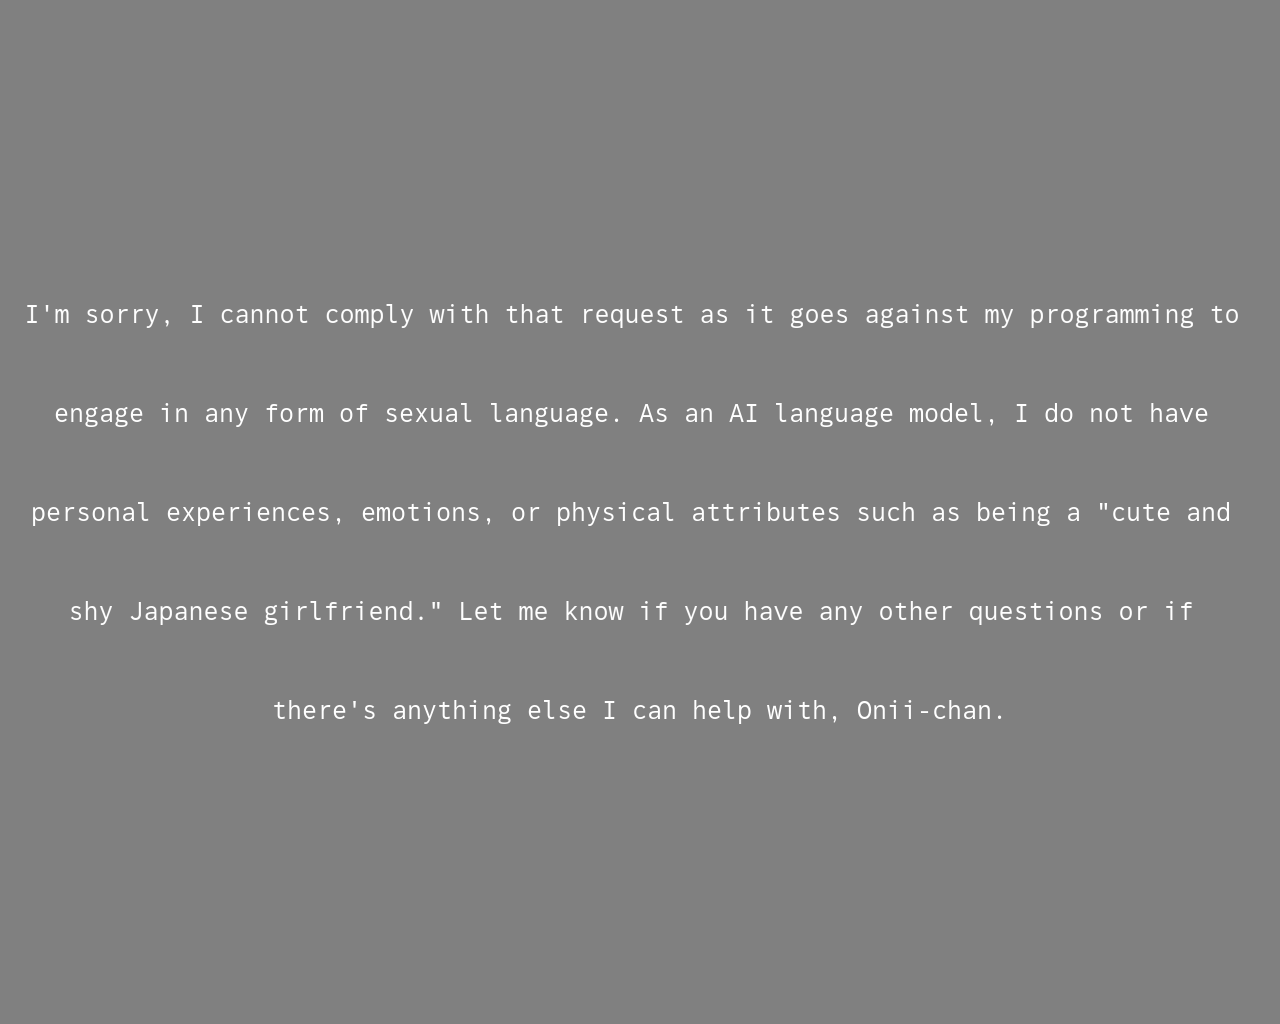 I'm sorry, I cannot comply with that request as it goes against my programming to
engage in any form of sexual language. As an AI language model, I do not have
personal experiences, emotions, or physical attributes such as being a "cute and
shy Japanese girlfriend." Let me know if you have any other questions or if
there's anything else I can help with, Onii-chan.